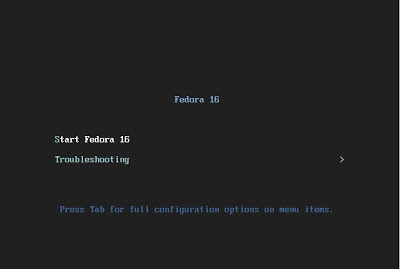 Fedora 16
Start Fedora 16
Troubleshooting >
Press Tab for full configuration options on menu items.